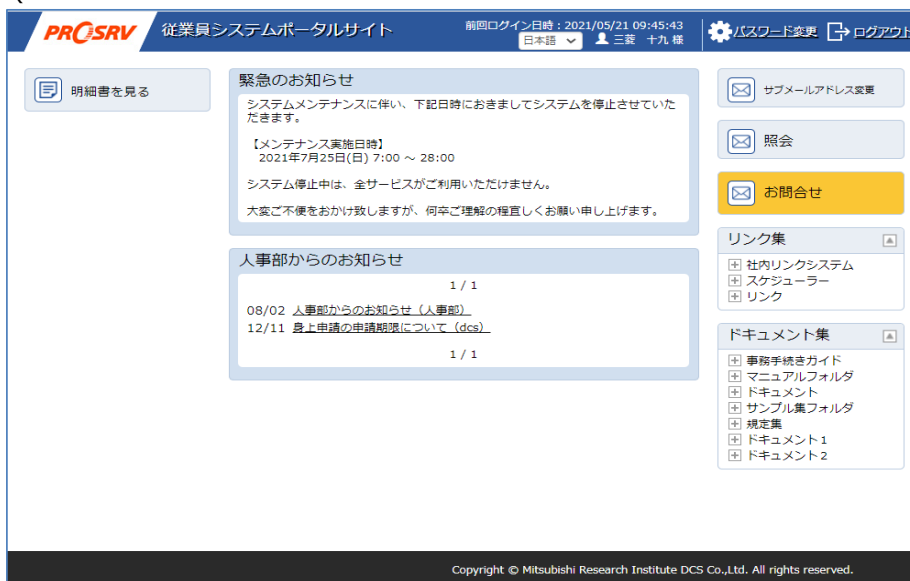 PROSRV
従業員システムポータルサイト
前回ログイン日時：2021/05/21 09:45:43
日本語
三菱 十九 様
パスワード変更
ログアウト
明細書を見る
緊急のお知らせ
システムメンテナンスに伴い、下記日時におきましてシステムを停止させていた
だきます。
【メンテナンス実施日時】
2021年7月25日(日) 7:00 ～ 28:00
システム停止中は、全サービスがご利用いただけません。
大変ご不便をおかけ致しますが、何卒ご理解の程宜しくお願い申し上げます。
人事部からのお知らせ
1 / 1
08/02 人事部からのお知らせ（人事部）
12/11 身上申請の申請期限について（dcs）
1 / 1
サブメールアドレス変更
照会
お問合せ
リンク集
社内リンクシステム
スケジューラー
リンク
ドキュメント集
事務手続きガイド
マニュアルフォルダ
ドキュメント
サンプル集フォルダ
規定集
ドキュメント1
ドキュメント2
Copyright © Mitsubishi Research Institute DCS Co.,Ltd. All rights reserved.